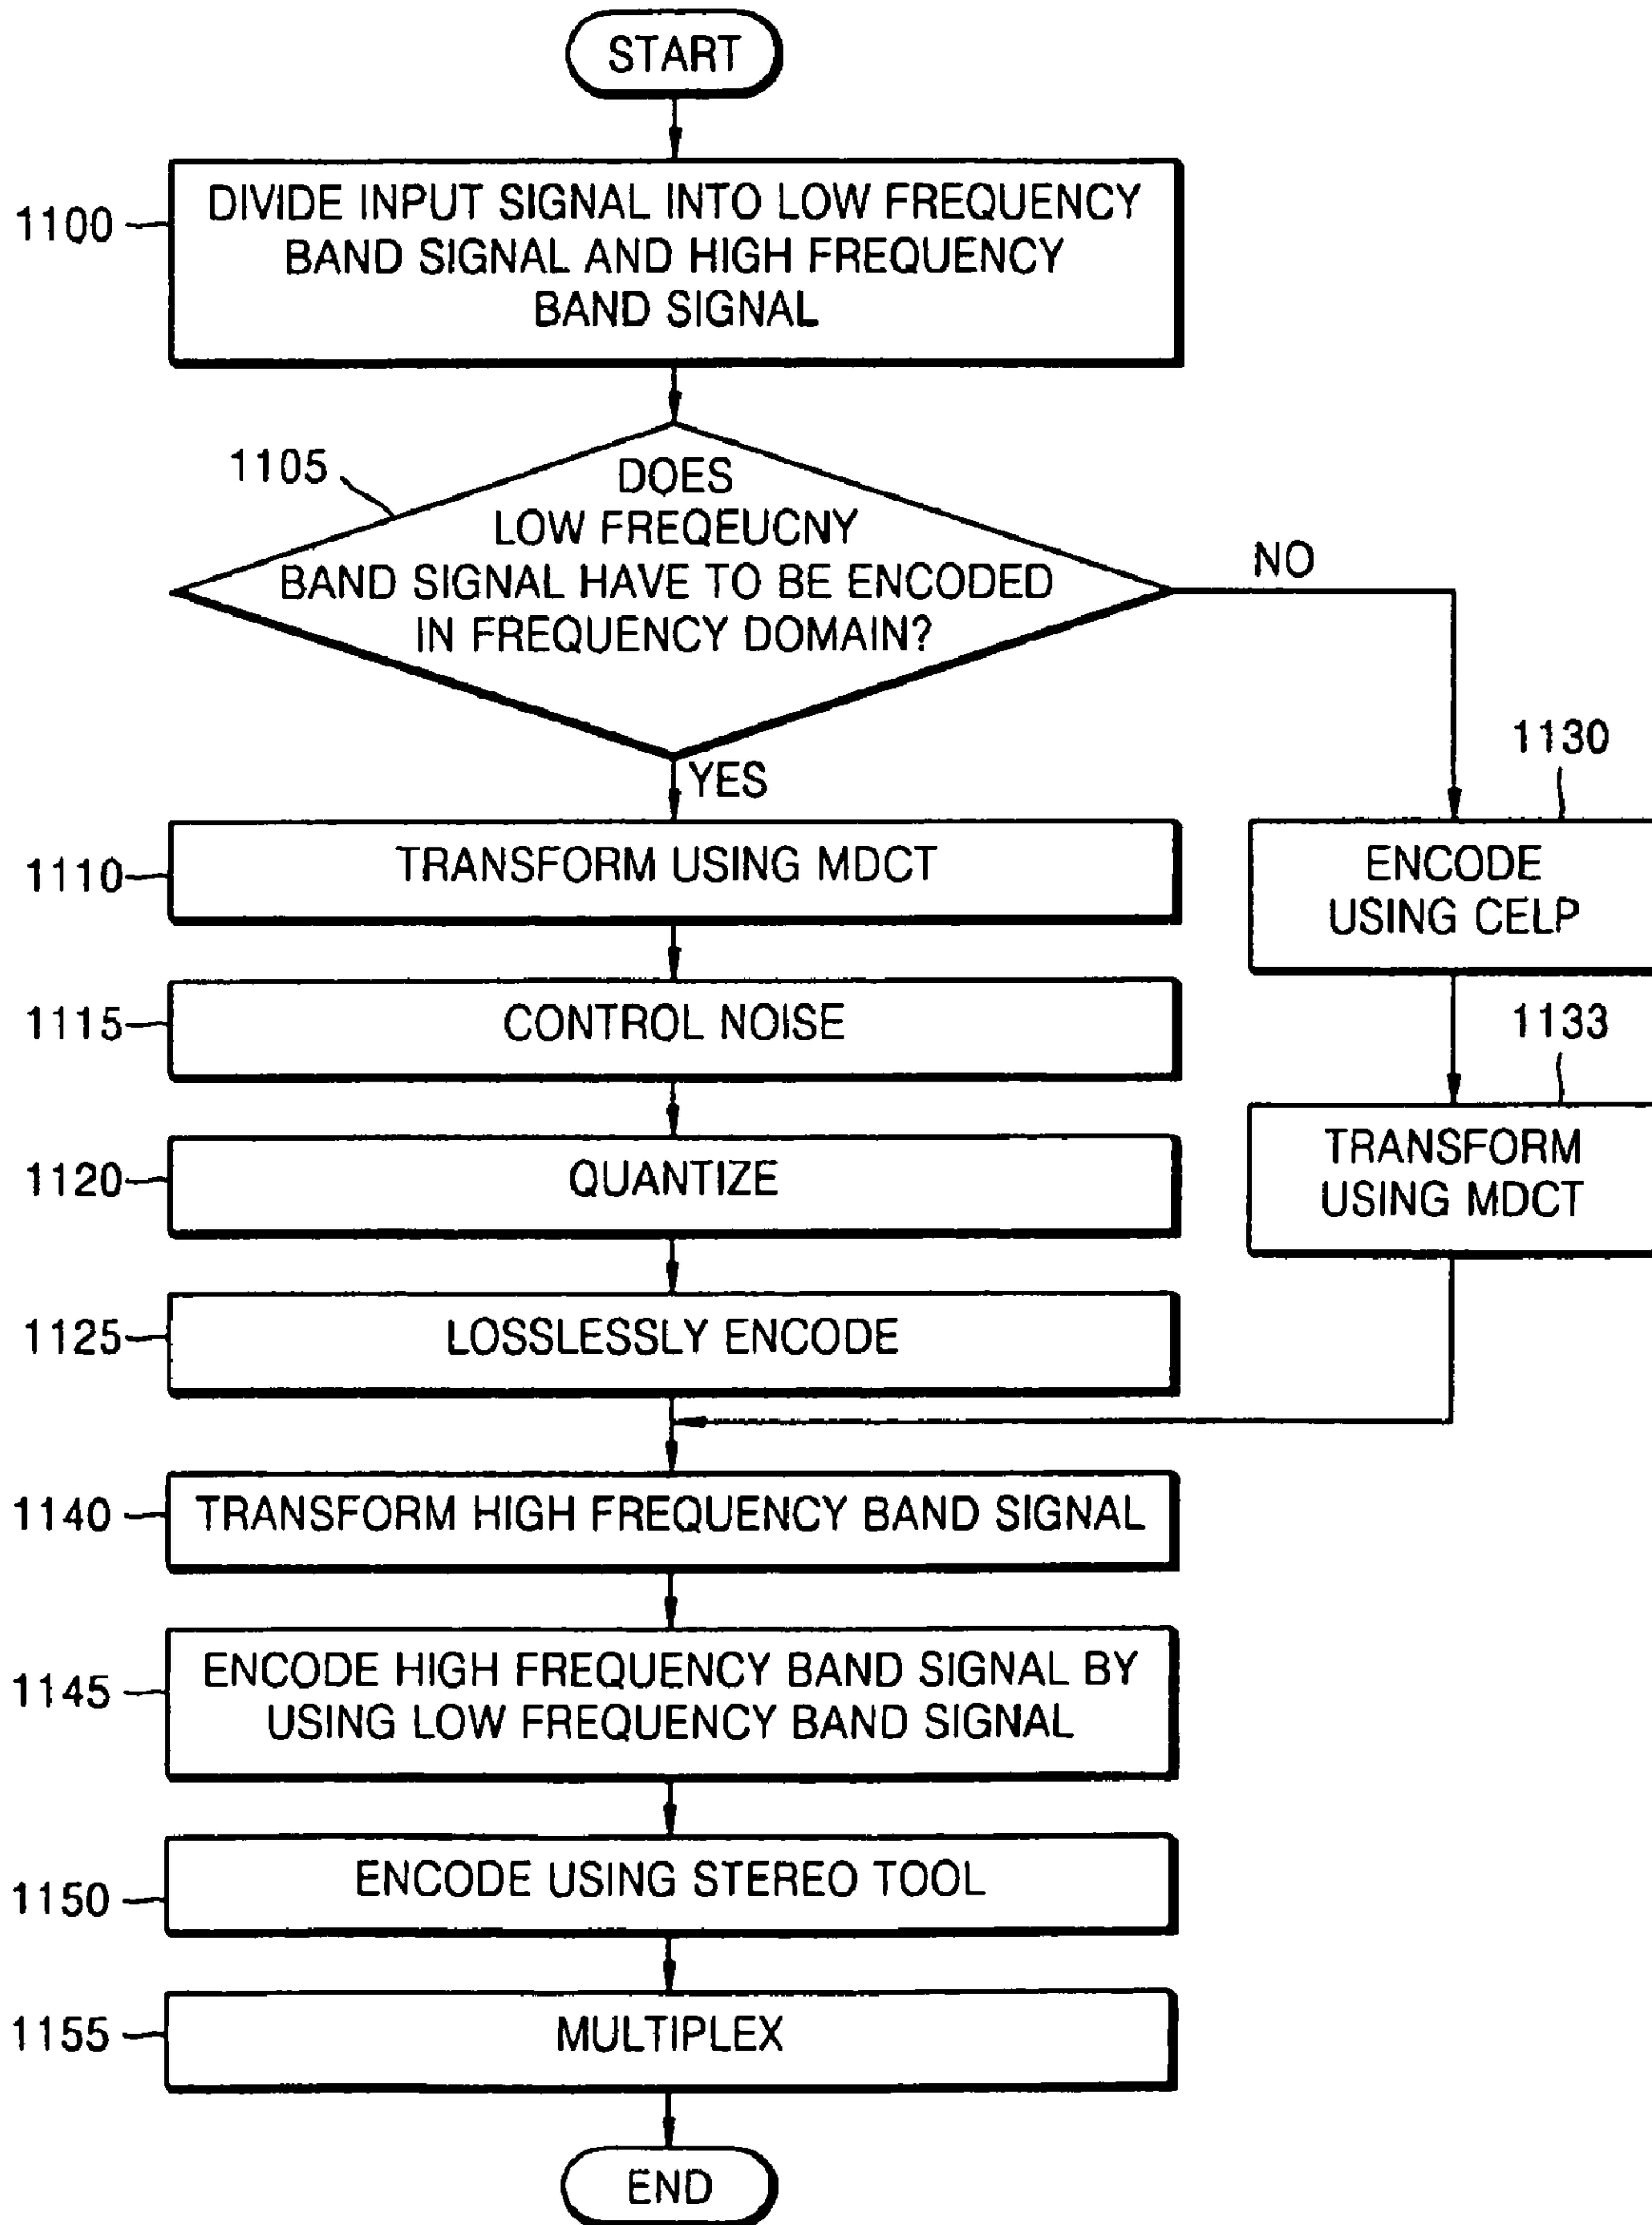 START
1100
DIVIDE INPUT SIGNAL INTO LOW FREQUENCY
BAND SIGNAL AND HIGH FREQUENCY
BAND SIGNAL
1105
DOES
LOW FREQEUCNY
BAND SIGNAL HAVE TO BE ENCODED
IN FREQUENCY DOMAIN?
NO
YES
1110
TRANSFORM USING MDCT
1130
ENCODE
USING CELP
1115
CONTROL NOISE
1133
TRANSFORM
USING MDCT
1120
QUANTIZE
1125
LOSSLESSLY ENCODE
1140
TRANSFORM HIGH FREQUENCY BAND SIGNAL
1145
ENCODE HIGH FREQUENCY BAND SIGNAL BY
USING LOW FREQUENCY BAND SIGNAL
1150
ENCODE USING STEREO TOOL
1155
MULTIPLEX
END